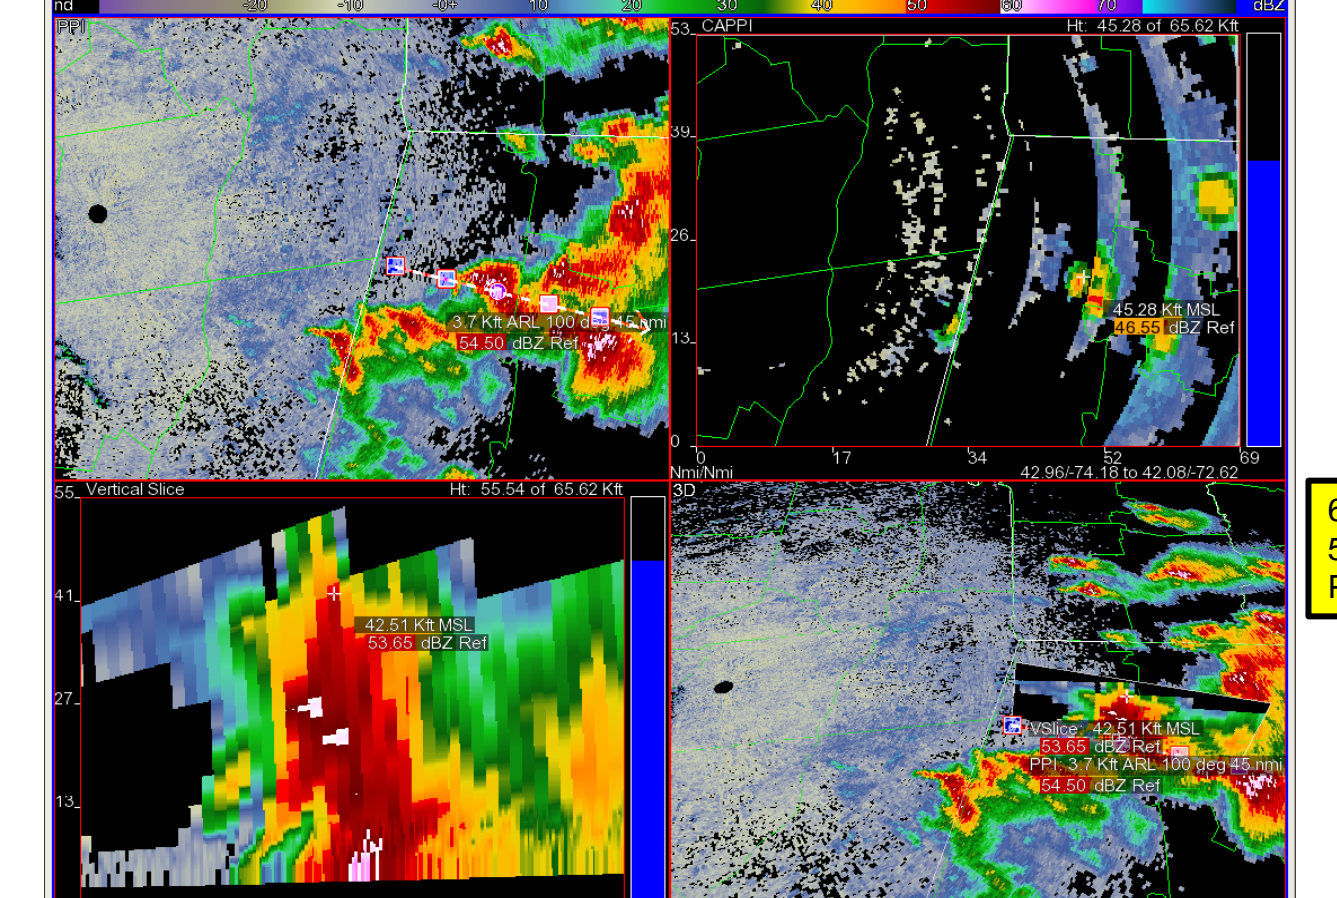 nd -20 -10 -0+ 10 20 30 40 50 60 70 dBZ
PPI
3.7 Kft ARL 100 deg 45 nmi
54.50 dBZ Ref
CAPPI Ht: 45.28 of 65.62 Kft
53
39
26
13
0
0 17 34 52 69
Nmi/Nmi 42.96/-74.18 to 42.08/-72.62
45.28 Kft MSL
46.55 dBZ Ref
Vertical Slice Ht: 55.54 of 65.62 Kft
55
41
27
13
42.51 Kft MSL
53.65 dBZ Ref
3D
VSlice 42.51 Kft MSL
53.65 dBZ Ref
PPI: 3.7 Kft ARL 100 deg 45 nmi
54.50 dBZ Ref
6
5